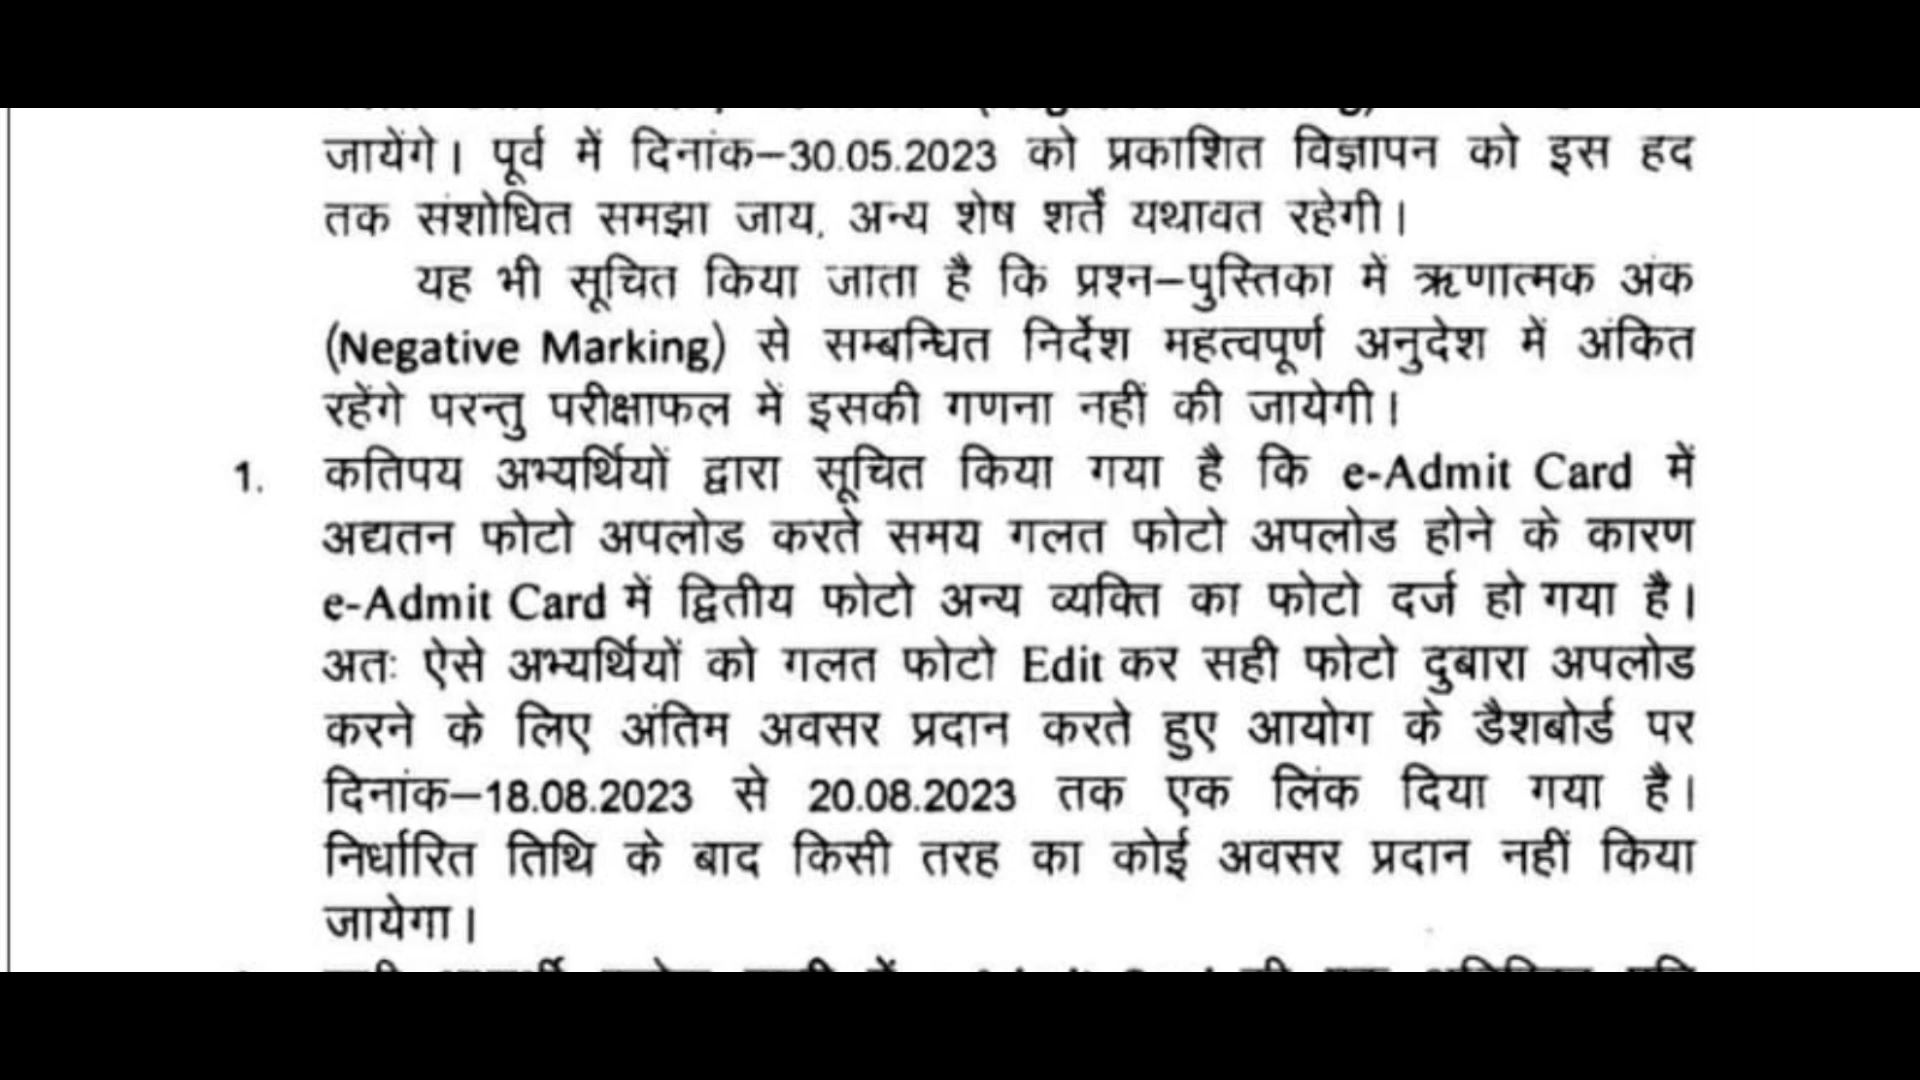 जायेंगे। पूर्व में दिनांक–30.05.2023 को प्रकाशित विज्ञापन को इस हद
तक संशोधित समझा जाय, अन्य शेष शर्तें यथावत रहेगी।
यह भी सूचित किया जाता है कि प्रश्न–पुस्तिका में ऋणात्मक अंक
(Negative Marking) से सम्बन्धित निर्देश महत्वपूर्ण अनुदेश में अंकित
रहेंगे परन्तु परीक्षाफल में इसकी गणना नहीं की जायेगी।
1. कतिपय अभ्यर्थियों द्वारा सूचित किया गया है कि e-Admit Card में
अद्यतन फोटो अपलोड करते समय गलत फोटो अपलोड होने के कारण
e-Admit Card में द्वितीय फोटो अन्य व्यक्ति का फोटो दर्ज हो गया है।
अतः ऐसे अभ्यर्थियों को गलत फोटो Edit कर सही फोटो दुबारा अपलोड
करने के लिए अंतिम अवसर प्रदान करते हुए आयोग के डैशबोर्ड पर
दिनांक–18.08.2023 से 20.08.2023 तक एक लिंक दिया गया है।
निर्धारित तिथि के बाद किसी तरह का कोई अवसर प्रदान नहीं किया
जायेगा।